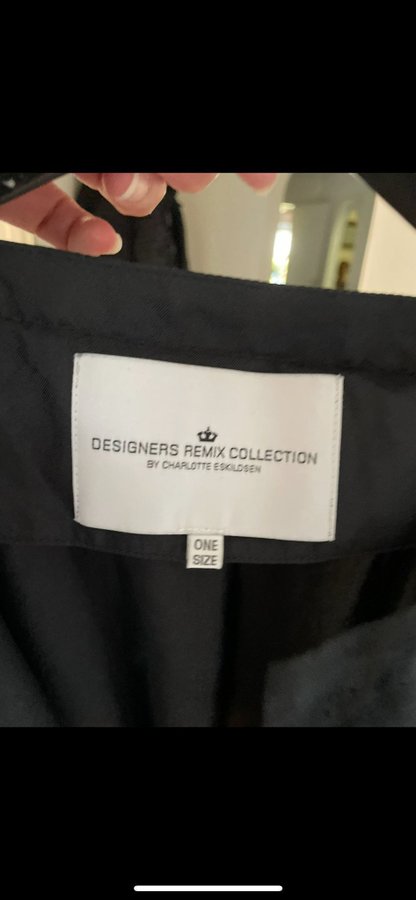 DESIGNERS REMIX COLLECTION
BY CHARLOTTE ESKILDSEN
ONE
SIZE